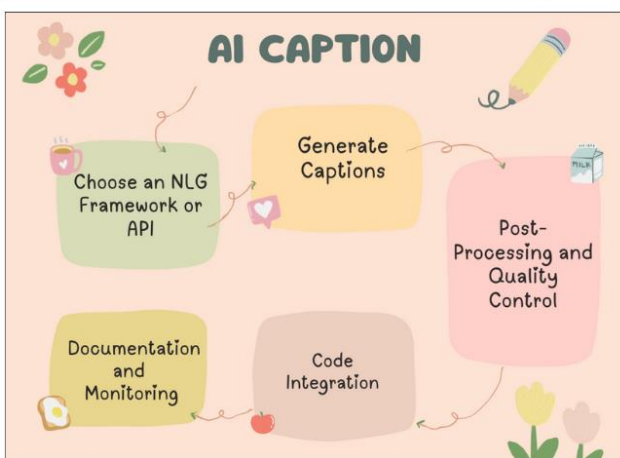 AI CAPTION
Choose an NLG
Framework or
API
Generate
Captions
MILK
Post-
Processing and
Quality
Control
Code
Integration
Documentation
and
Monitoring